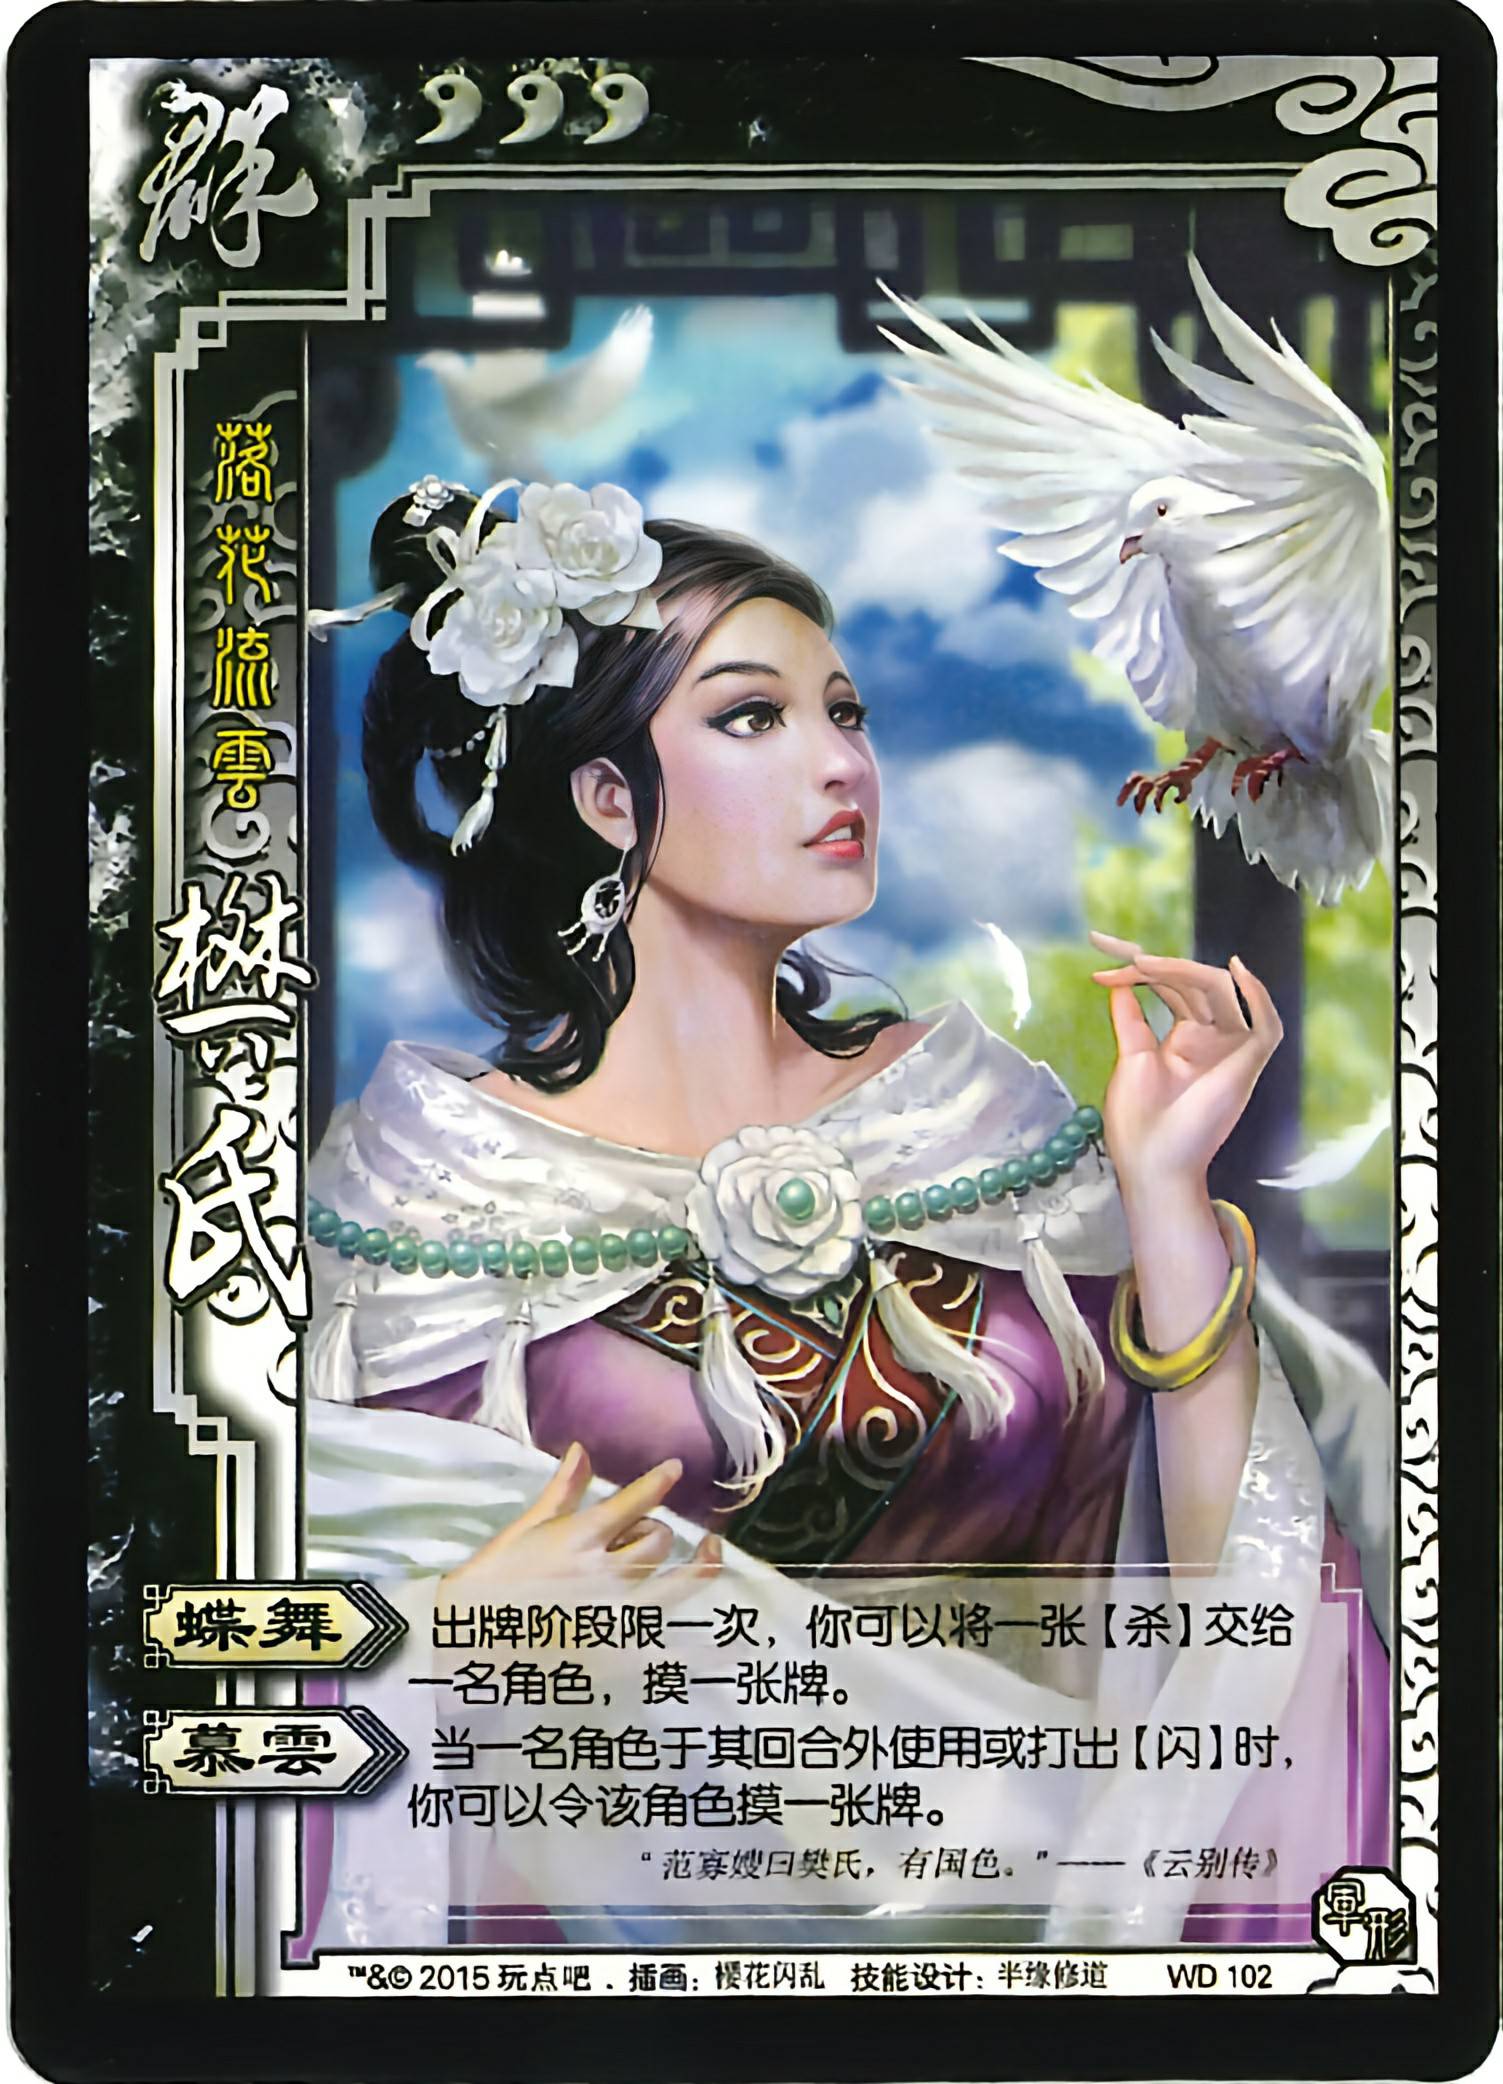 群
落花流雲
樊氏
蝶舞
出牌阶段限一次，你可以将一张【杀】交给
一名角色，摸一张牌。
慕雲
当一名角色于其回合外使用或打出【闪】时，
你可以令该角色摸一张牌。
“范寡嫂曰樊氏，有国色。”——《云别传》
軍形
™&© 2015 玩点吧 . 插画：樱花闪乱 技能设计：半缘修道 WD 102